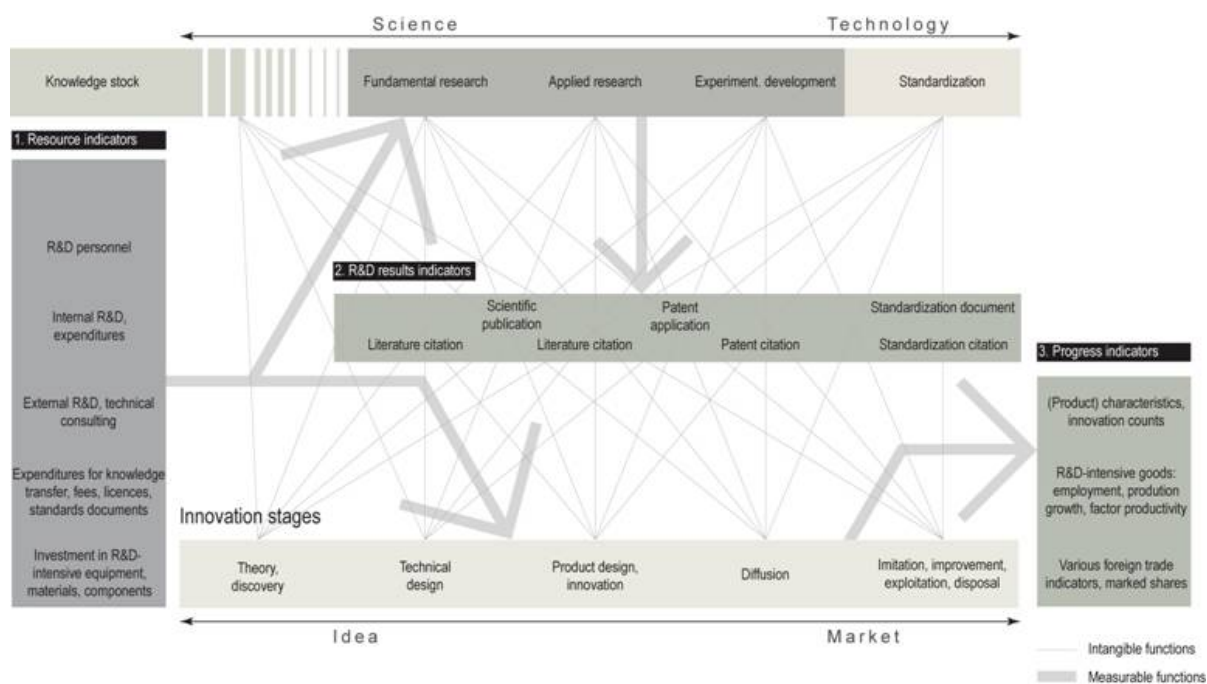 Science
Technology
Knowledge stock
Fundamental research
Applied research
Experiment. development
Standardization
1. Resource indicators
R&D personnel
Internal R&D,
expenditures
External R&D, technical
consulting
Expenditures for knowledge
transfer, fees, licences,
standards documents
Investment in R&D-
intensive equipment,
materials, components
2. R&D results indicators
Scientific
publication
Patent
application
Standardization document
Literature citation
Literature citation
Patent citation
Standardization citation
3. Progress indicators
(Product) characteristics,
innovation counts
R&D-intensive goods:
employment, prodution
growth, factor productivity
Various foreign trade
indicators, marked shares
Innovation stages
Theory,
discovery
Technical
design
Product design,
innovation
Diffusion
Imitation, improvement,
exploitation, disposal
Idea
Market
Intangible functions
Measurable functions